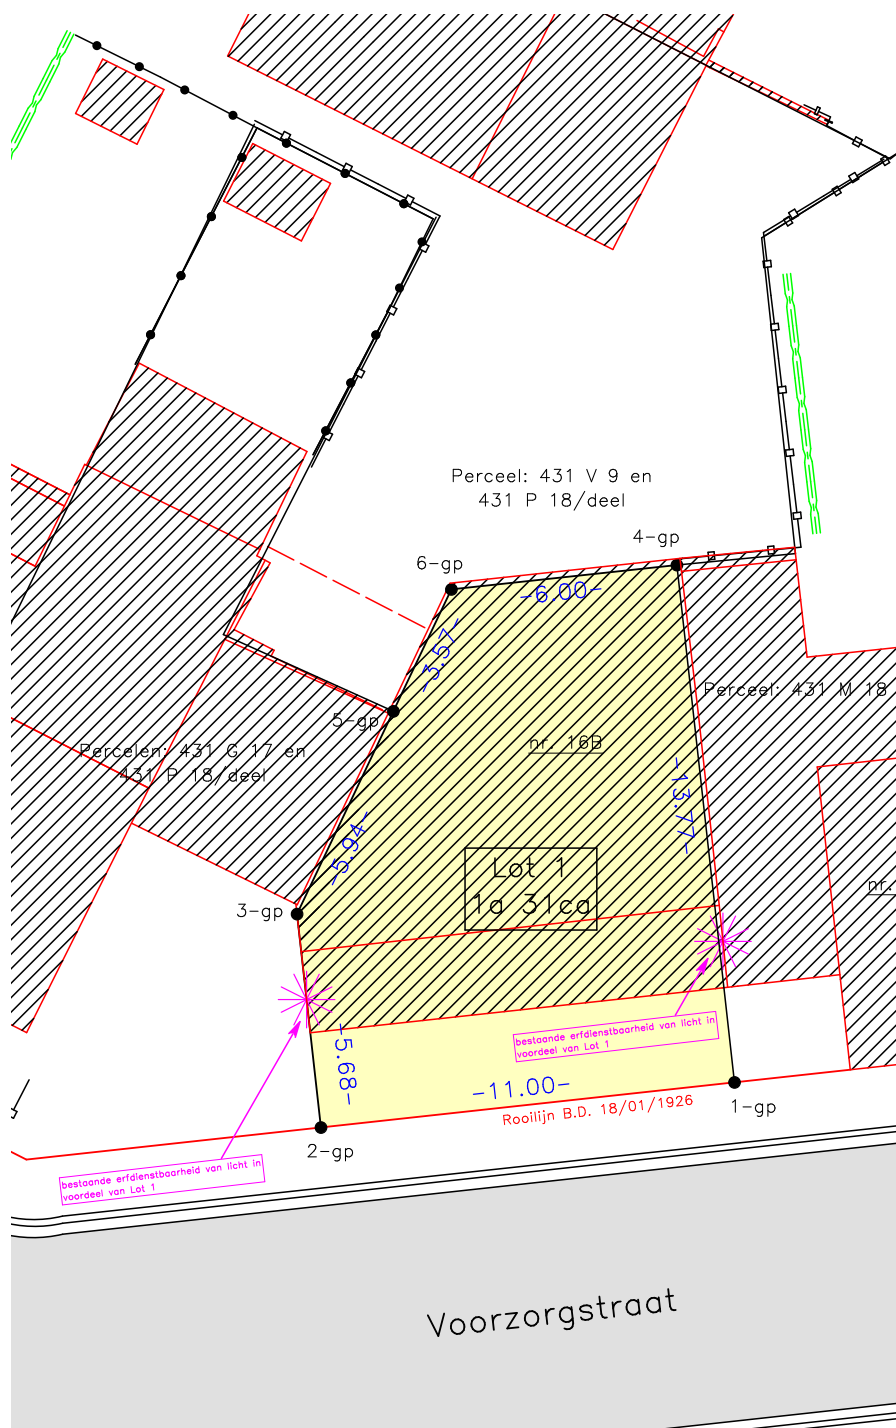 Perceel: 431 V 9 en
431 P 18/deel
4-gp
6-gp
-6.00-
-3.57-
Perceel: 431 M 18
5-gp
nr. 16B
Percelen: 431 G 17 en
431 P 18/deel
-13.77-
-5.94-
Lot 1
1a 31ca
nr.
3-gp
bestaande erfdienstbaarheid van licht in
voordeel van Lot 1
-5.68-
-11.00-
Rooilijn B.D. 18/01/1926
1-gp
2-gp
bestaande erfdienstbaarheid van licht in
voordeel van Lot 1
Voorzorgstraat